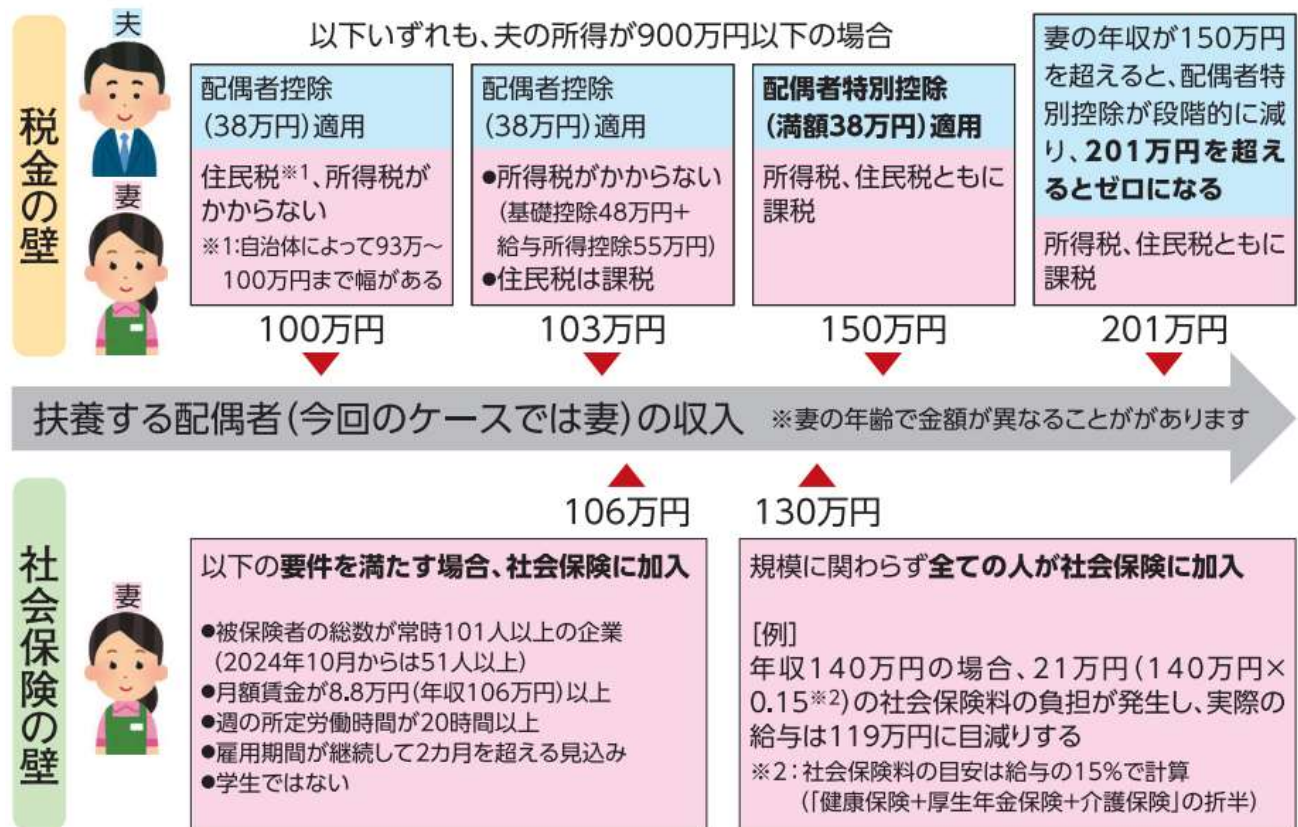 税金の壁
夫
妻
以下いずれも、夫の所得が900万円以下の場合
配偶者控除
(38万円)適用
住民税※1、所得税が
かからない
※1:自治体によって93万～
100万円まで幅がある
100万円
配偶者控除
(38万円)適用
●所得税がかからない
(基礎控除48万円+
給与所得控除55万円)
●住民税は課税
103万円
配偶者特別控除
(満額38万円)適用
所得税、住民税ともに
課税
150万円
妻の年収が150万円
を超えると、配偶者特
別控除が段階的に減
り、201万円を超え
るとゼロになる
所得税、住民税ともに
課税
201万円
扶養する配偶者(今回のケースでは妻)の収入 ※妻の年齢で金額が異なることががあります
社会保険の壁
妻
106万円
以下の要件を満たす場合、社会保険に加入
●被保険者の総数が常時101人以上の企業
(2024年10月からは51人以上)
●月額賃金が8.8万円(年収106万円)以上
●週の所定労働時間が20時間以上
●雇用期間が継続して2カ月を超える見込み
●学生ではない
130万円
規模に関わらず全ての人が社会保険に加入
[例]
年収140万円の場合、21万円(140万円×
0.15※2)の社会保険料の負担が発生し、実際の
給与は119万円に目減りする
※2:社会保険料の目安は給与の15%で計算
(「健康保険+厚生年金保険+介護保険」の折半)